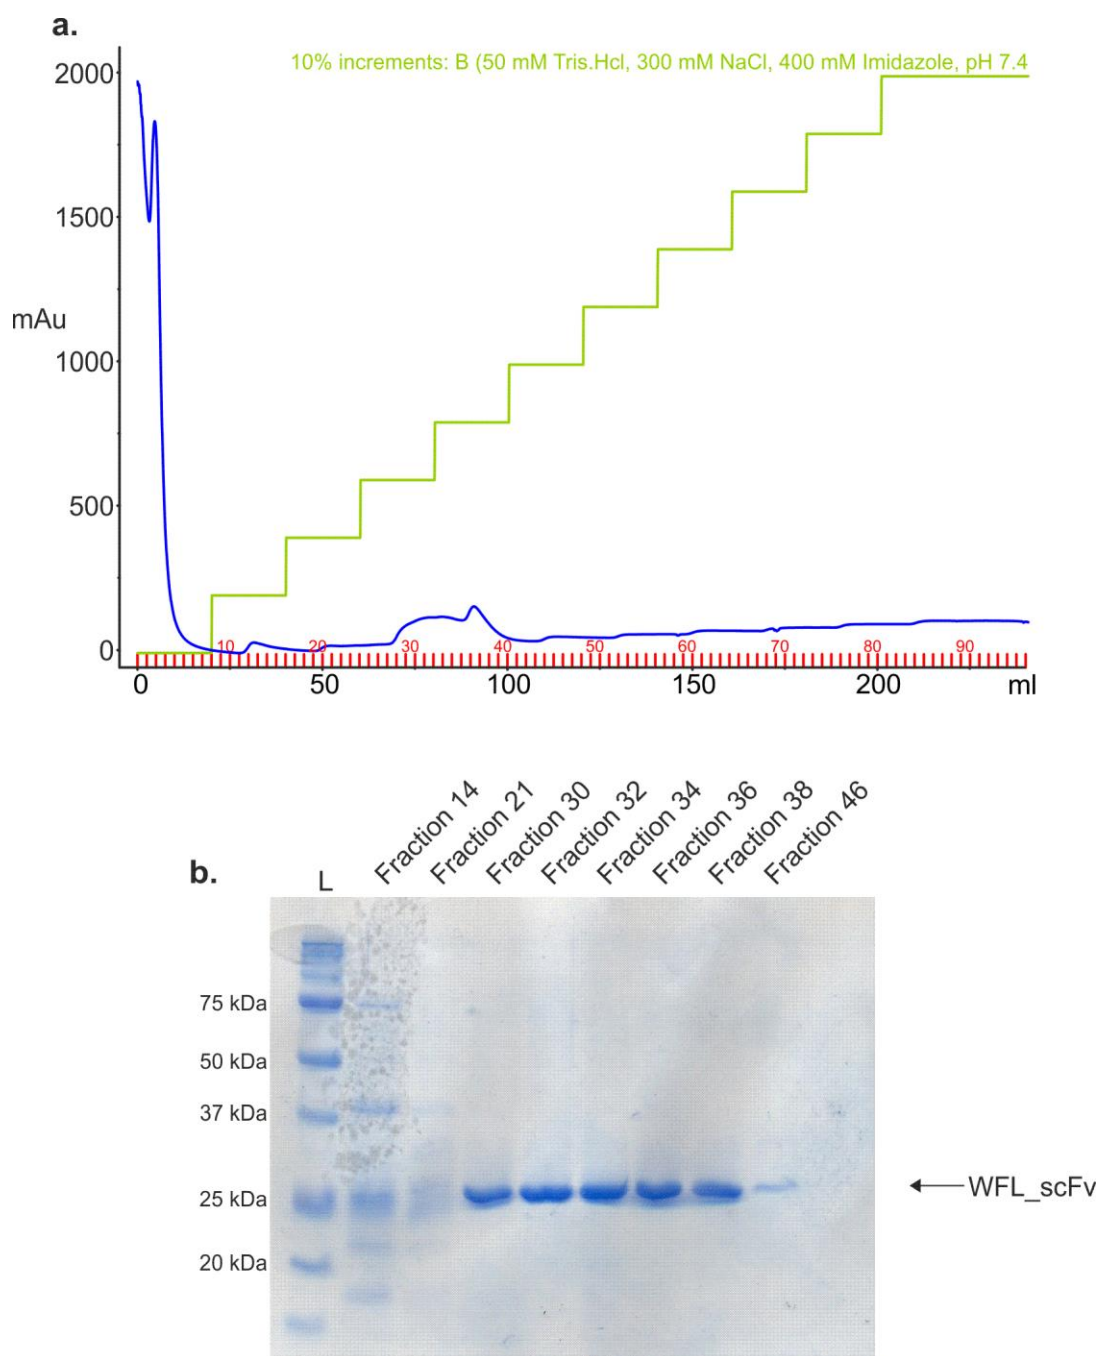 a.
10% increments: B (50 mM Tris.Hcl, 300 mM NaCl, 400 mM Imidazole, pH 7.4
2000
1500
mAu
1000
500
0
10 20 30 40 50 60 70 80 90
0 50 100 150 200 ml
b.
L
Fraction 14
Fraction 21
Fraction 30
Fraction 32
Fraction 34
Fraction 36
Fraction 38
Fraction 46
75 kDa
50 kDa
37 kDa
25 kDa
WFL_scFv
20 kDa